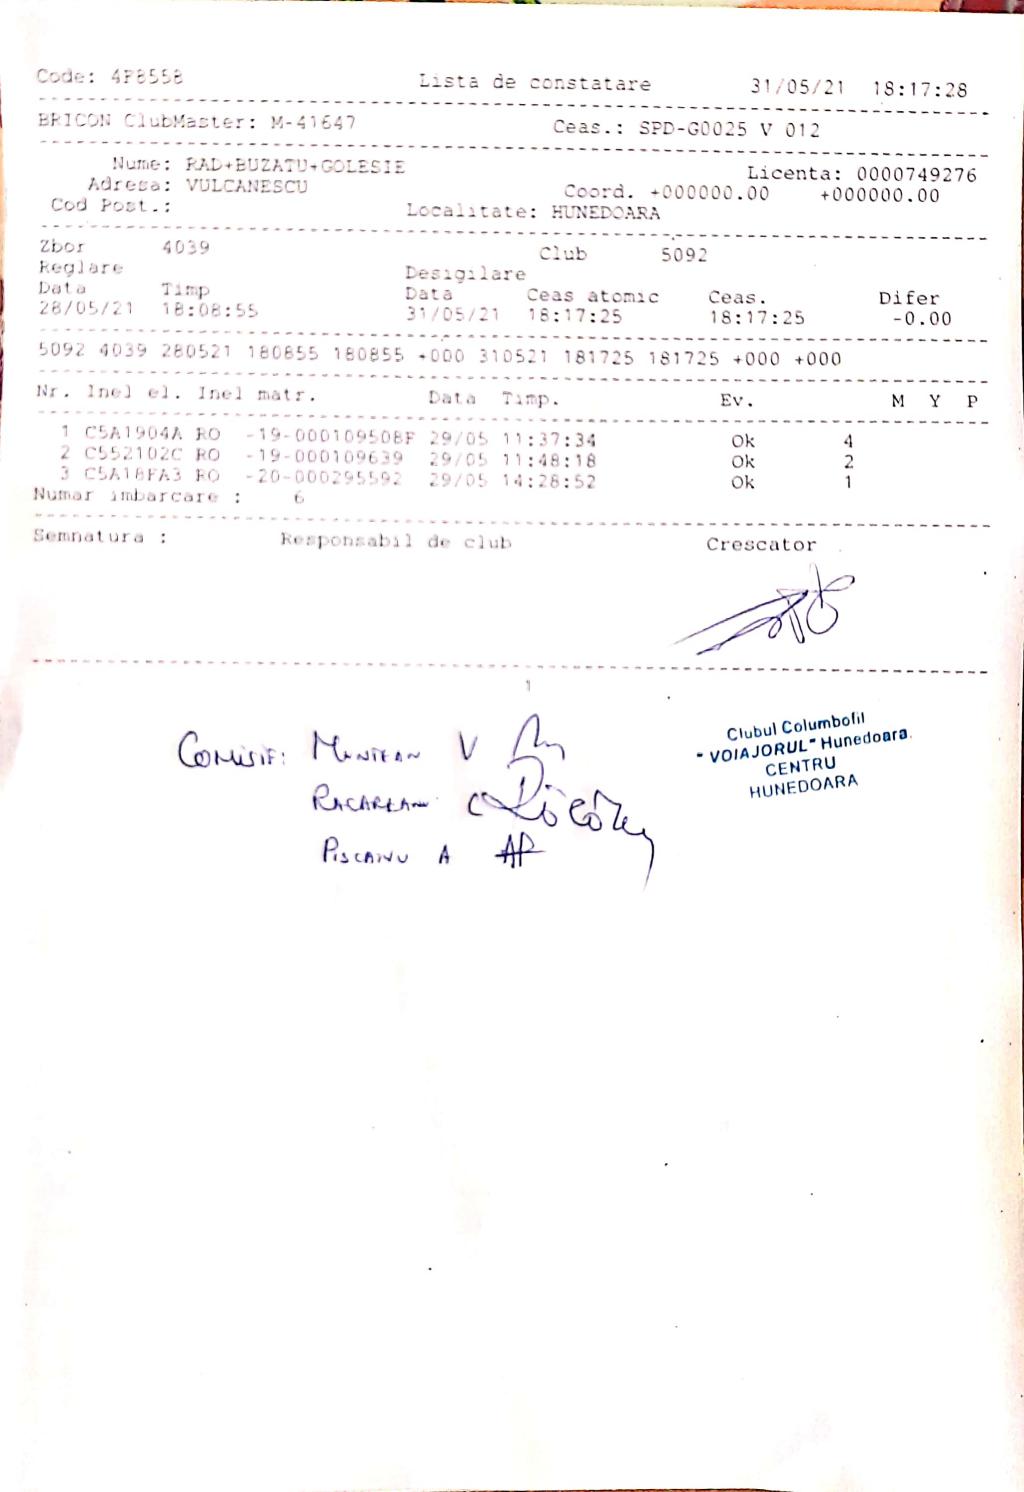 Code: 4F8558 Lista de constatare 31/05/21 18:17:28
BRICON ClubMaster: M-41647 Ceas.: SPD-G0025 V 012
Nume: RAD+BUZATU+GOLESIE Licenta: 0000749276
Adresa: VULCANESCU Coord. +000000.00 +000000.00
Cod Post.: Localitate: HUNEDOARA
Zbor 4039 Club 5092
Reglare Desigilare
Data Timp Data Ceas atomic Ceas. Difer
28/05/21 18:08:55 31/05/21 18:17:25 18:17:25 -0.00
5092 4039 280521 180855 180855 +000 310521 181725 181725 +000 +000
Nr. Inel el. Inel matr. Data Timp. Ev. M Y P
1 C5A1904A RO -19-000109508F 29/05 11:37:34 Ok 4
2 C552102C RO -19-000109639 29/05 11:48:18 Ok 2
3 C5A18FA3 RO -20-000295592 29/05 14:28:52 Ok 1
Numar imbarcare : 6
Semnatura : Responsabil de club Crescator
1
Clubul Columbofil
"VOIAJORUL" Hunedoara.
CENTRU
HUNEDOARA
COMISIE: MUNTEAN V
RACAREANU C
PISCANU A AP